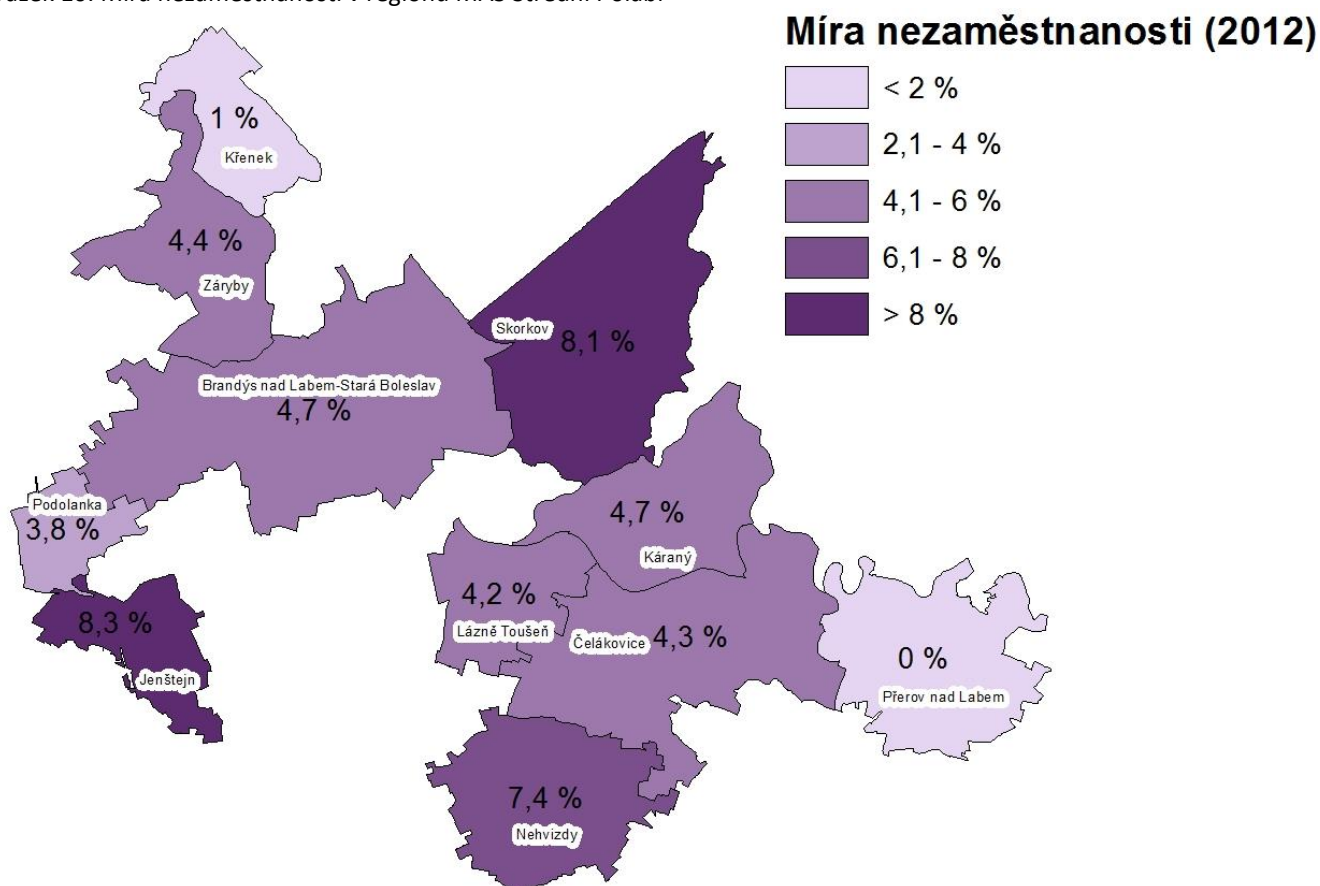 Míra nezaměstnanosti (2012)
< 2 %
2,1 - 4 %
4,1 - 6 %
6,1 - 8 %
> 8 %
1 %
Křenek
4,4 %
Záryby
Skorkov
8,1 %
Brandýs nad Labem-Stará Boleslav
4,7 %
Podolanka
3,8 %
4,7 %
Káraný
4,2 %
Lázně Toušeň
Čelákovice
4,3 %
8,3 %
Jenštejn
0 %
Přerov nad Labem
7,4 %
Nehvizdy